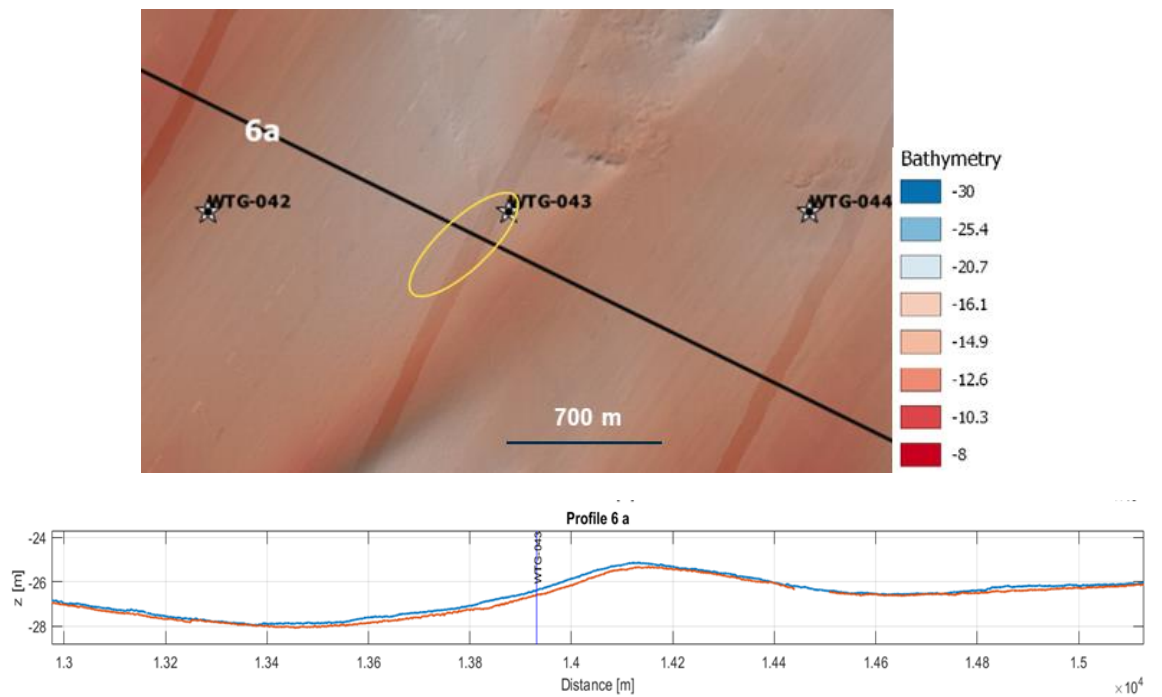 6a
WTG-042
WTG-043
WTG-044
700 m
Bathymetry
-30
-25.4
-20.7
-16.1
-14.9
-12.6
-10.3
-8
Profile 6 a
-24
-26
-28
z [m]
WTG-043
1.3 1.32 1.34 1.36 1.38 1.4 1.42 1.44 1.46 1.48 1.5
Distance [m]
×10⁴